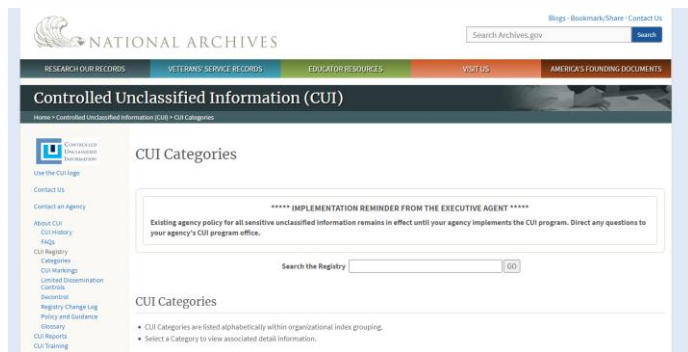 Blogs · Bookmark/Share · Contact Us
NATIONAL ARCHIVES
Search Archives.gov
Search
RESEARCH OUR RECORDS
VETERANS' SERVICE RECORDS
EDUCATOR RESOURCES
VISIT US
AMERICA'S FOUNDING DOCUMENTS
Controlled Unclassified Information (CUI)
Home > Controlled Unclassified Information (CUI) > CUI Categories
CONTROLLED
UNCLASSIFIED
INFORMATION
Use the CUI logo
Contact Us
Contact an Agency
About CUI
CUI History
FAQs
CUI Registry
Categories
CUI Markings
Limited Dissemination
Controls
Decontrol
Registry Change Log
Policy and Guidance
Glossary
CUI Reports
CUI Training
CUI Categories
***** IMPLEMENTATION REMINDER FROM THE EXECUTIVE AGENT *****
Existing agency policy for all sensitive unclassified information remains in effect until your agency implements the CUI program. Direct any questions to
your agency's CUI program office.
Search the Registry
GO
CUI Categories
• CUI Categories are listed alphabetically within organizational index grouping.
• Select a Category to view associated detail information.